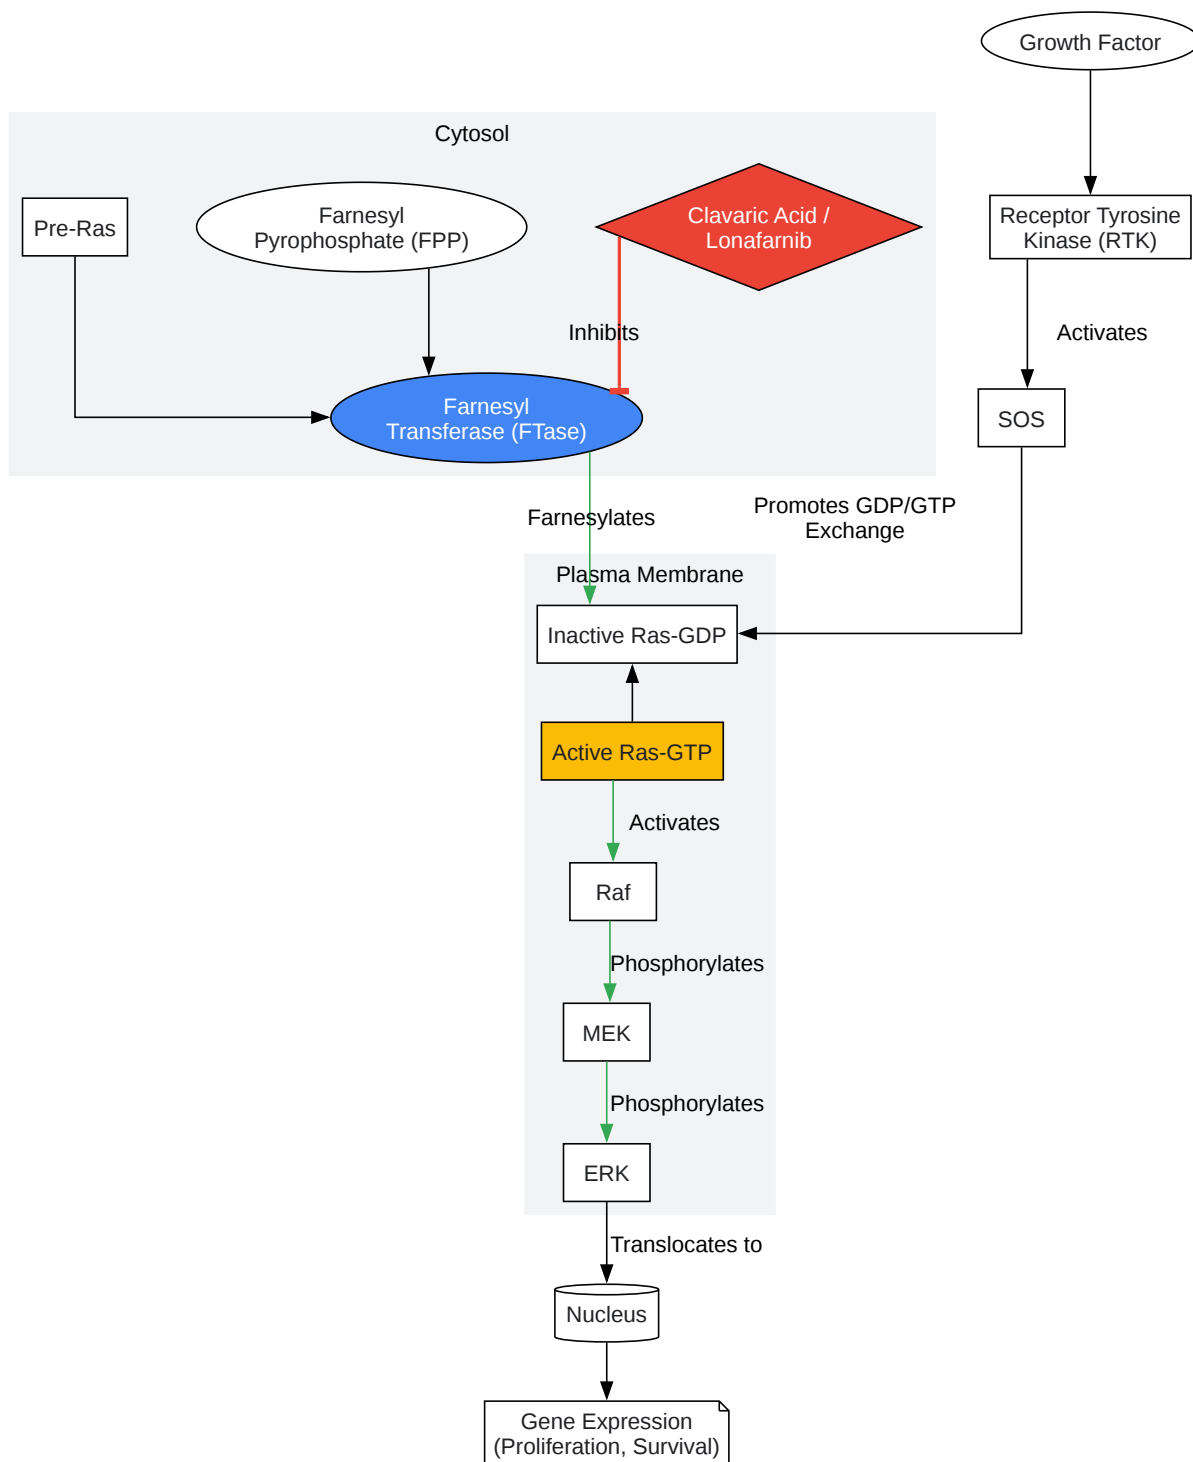 Growth Factor
Cytosol
Pre-Ras
Farnesyl
Pyrophosphate (FPP)
Clavaric Acid /
Lonafarnib
Receptor Tyrosine
Kinase (RTK)
Inhibits
Activates
Farnesyl
Transferase (FTase)
SOS
Farnesylates
Promotes GDP/GTP
Exchange
Plasma Membrane
Inactive Ras-GDP
Active Ras-GTP
Activates
Raf
Phosphorylates
MEK
Phosphorylates
ERK
Translocates to
Nucleus
Gene Expression
(Proliferation, Survival)